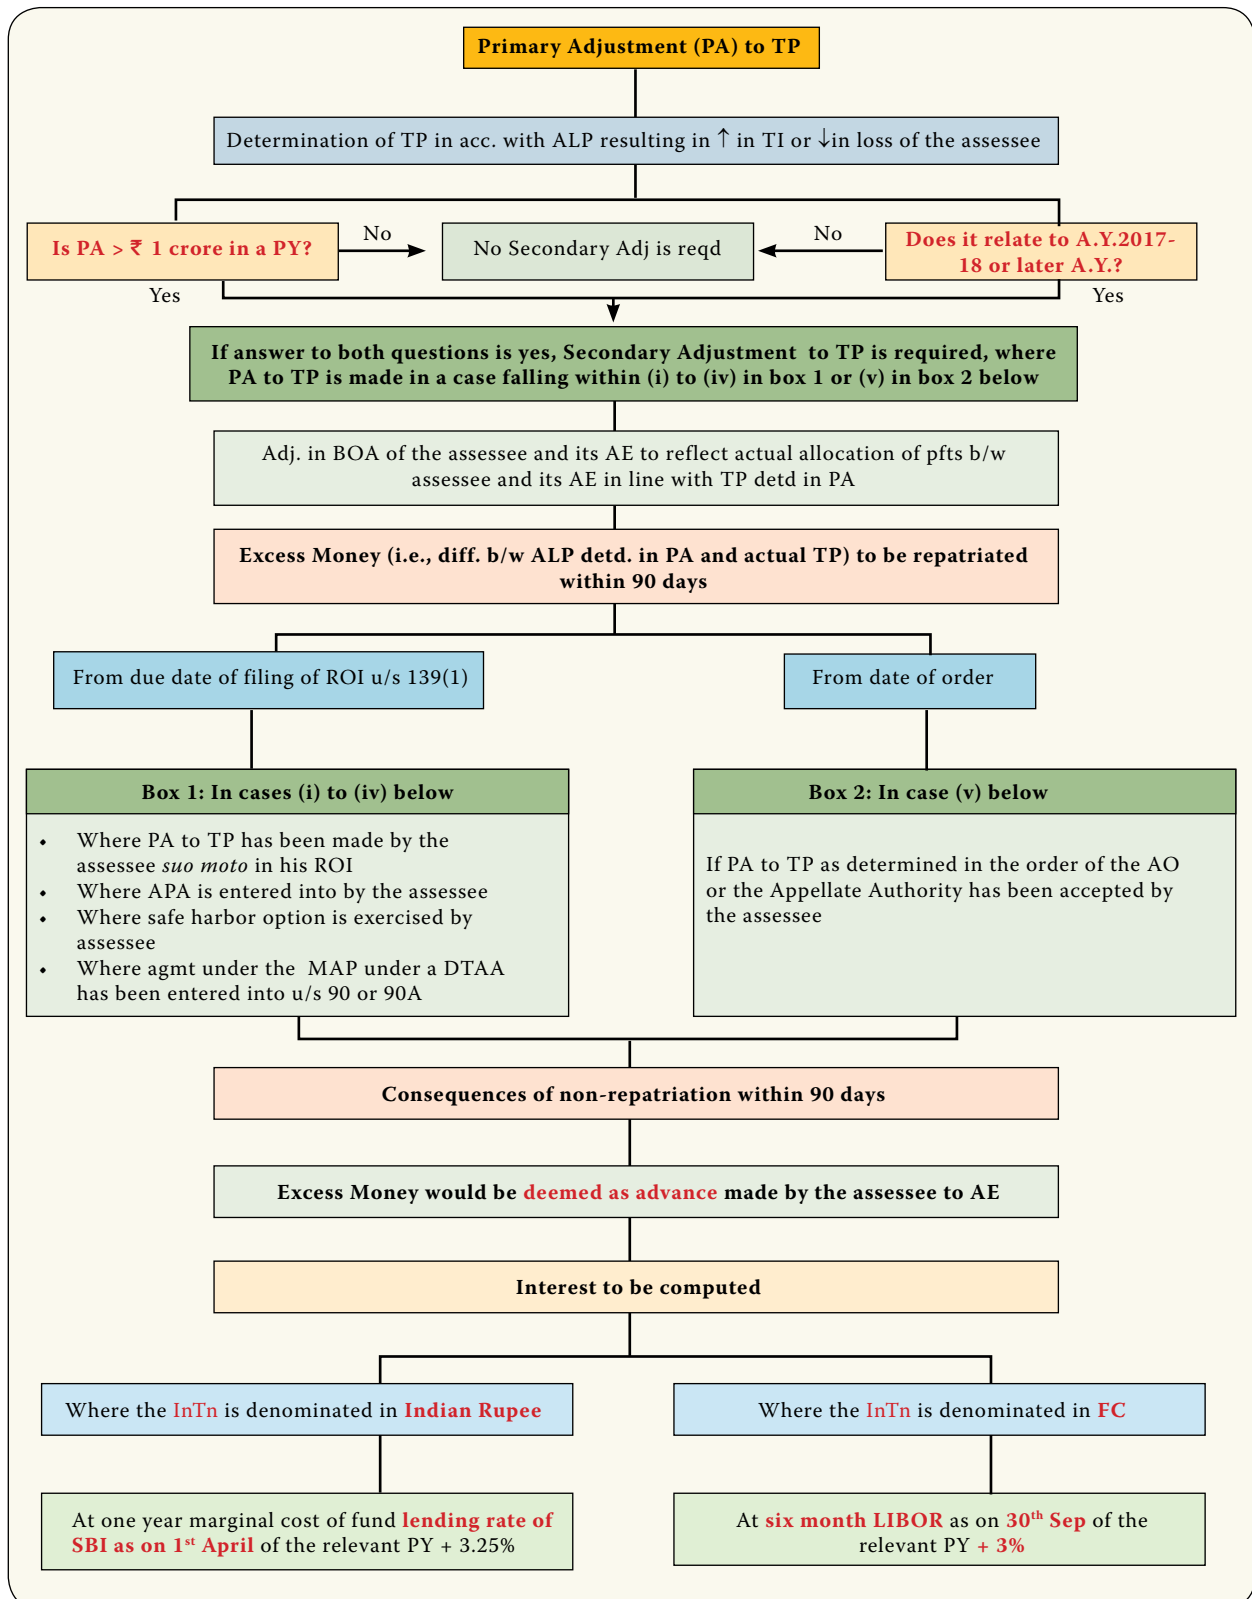 Primary Adjustment (PA) to TP
Determination of TP in acc. with ALP resulting in ↑ in TI or ↓in loss of the assessee
Is PA > ₹ 1 crore in a PY?
No
No Secondary Adj is reqd
No
Does it relate to A.Y.2017-
18 or later A.Y.?
Yes
Yes
If answer to both questions is yes, Secondary Adjustment to TP is required, where
PA to TP is made in a case falling within (i) to (iv) in box 1 or (v) in box 2 below
Adj. in BOA of the assessee and its AE to reflect actual allocation of pfts b/w
assessee and its AE in line with TP detd in PA
Excess Money (i.e., diff. b/w ALP detd. in PA and actual TP) to be repatriated
within 90 days
From due date of filing of ROI u/s 139(1)
From date of order
Box 1: In cases (i) to (iv) below
• Where PA to TP has been made by the
assessee suo moto in his ROI
• Where APA is entered into by the assessee
• Where safe harbor option is exercised by
assessee
• Where agmt under the MAP under a DTAA
has been entered into u/s 90 or 90A
Box 2: In case (v) below
If PA to TP as determined in the order of the AO
or the Appellate Authority has been accepted by
the assessee
Consequences of non-repatriation within 90 days
Excess Money would be deemed as advance made by the assessee to AE
Interest to be computed
Where the InTn is denominated in Indian Rupee
Where the InTn is denominated in FC
At one year marginal cost of fund lending rate of
SBI as on 1st April of the relevant PY + 3.25%
At six month LIBOR as on 30th Sep of the
relevant PY + 3%